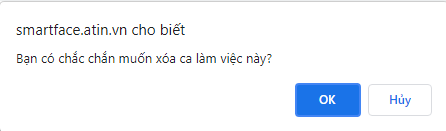 smartface.atin.vn cho biết
Bạn có chắc chắn muốn xóa ca làm việc này?
OK
Hủy